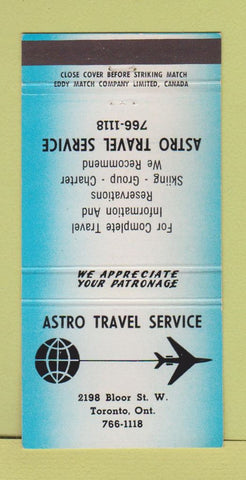 CLOSE COVER BEFORE STRIKING MATCH
EDDY MATCH COMPANY LIMITED, CANADA
For Complete Travel
Information And
Reservations
Skiing - Group - Charter
We Recommend
ASTRO TRAVEL SERVICE
766-1118
WE APPRECIATE
YOUR PATRONAGE
ASTRO TRAVEL SERVICE
2198 Bloor St. W.
Toronto, Ont.
766-1118